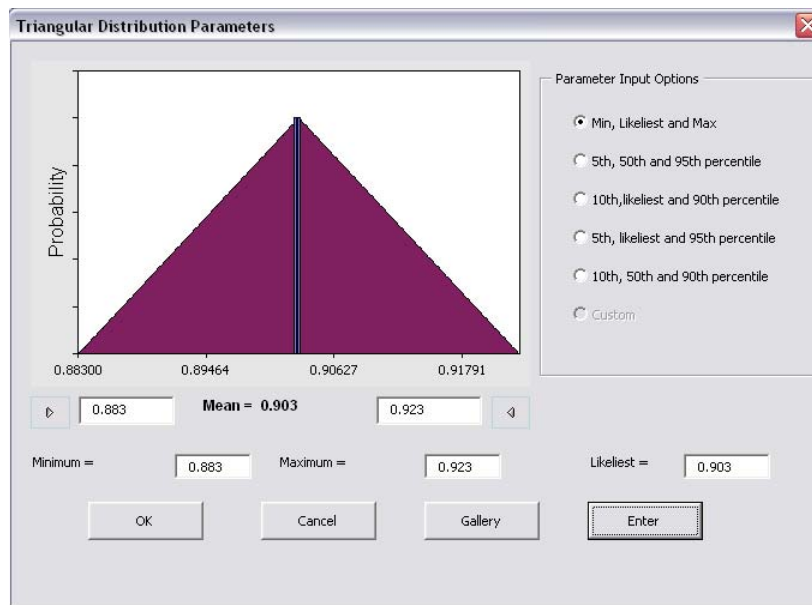 Triangular Distribution Parameters
Probability
0.88300 0.89464 0.90627 0.91791
0.883 Mean = 0.903 0.923
Parameter Input Options
Min, Likeliest and Max
5th, 50th and 95th percentile
10th,likeliest and 90th percentile
5th, likeliest and 95th percentile
10th, 50th and 90th percentile
Custom
Minimum = 0.883 Maximum = 0.923 Likeliest = 0.903
OK Cancel Gallery Enter